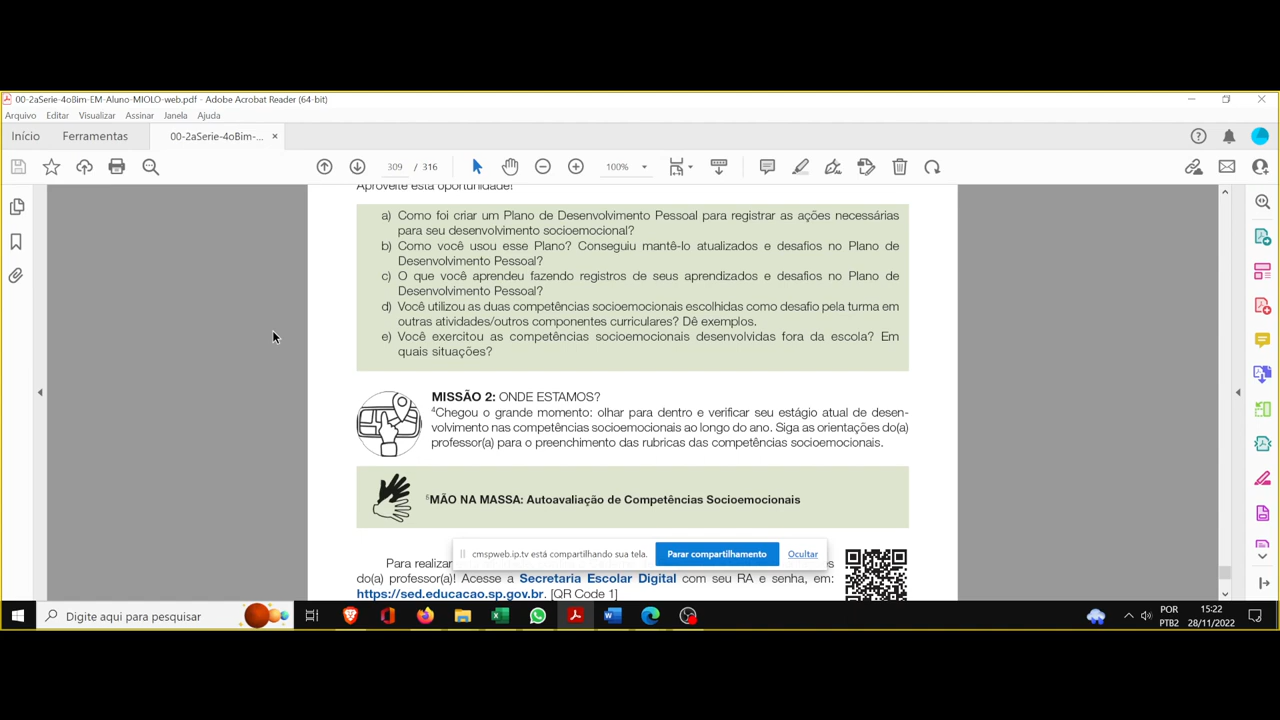 00-2aSerie-4oBim-EM-Aluno-MIOLO-web.pdf - Adobe Acrobat Reader (64-bit)
Arquivo Editar Visualizar Assinar Janela Ajuda
Início Ferramentas 00-2aSerie-4oBim-... ×
309 / 316 100%
Aproveite esta oportunidade!
a) Como foi criar um Plano de Desenvolvimento Pessoal para registrar as ações necessárias
para seu desenvolvimento socioemocional?
b) Como você usou esse Plano? Conseguiu mantê-lo atualizados e desafios no Plano de
Desenvolvimento Pessoal?
c) O que você aprendeu fazendo registros de seus aprendizados e desafios no Plano de
Desenvolvimento Pessoal?
d) Você utilizou as duas competências socioemocionais escolhidas como desafio pela turma em
outras atividades/outros componentes curriculares? Dê exemplos.
e) Você exercitou as competências socioemocionais desenvolvidas fora da escola? Em
quais situações?
MISSÃO 2: ONDE ESTAMOS?
4Chegou o grande momento: olhar para dentro e verificar seu estágio atual de desen-
volvimento nas competências socioemocionais ao longo do ano. Siga as orientações do(a)
professor(a) para o preenchimento das rubricas das competências socioemocionais.
MÃO NA MASSA: Autoavaliação de Competências Socioemocionais
cmspweb.ip.tv está compartilhando sua tela. Parar compartilhamento Ocultar
Para realizar
do(a) professor(a)! Acesse a Secretaria Escolar Digital com seu RA e senha, em:
https://sed.educacao.sp.gov.br. [QR Code 1]
Digite aqui para pesquisar
POR 15:22
PTB2 28/11/2022